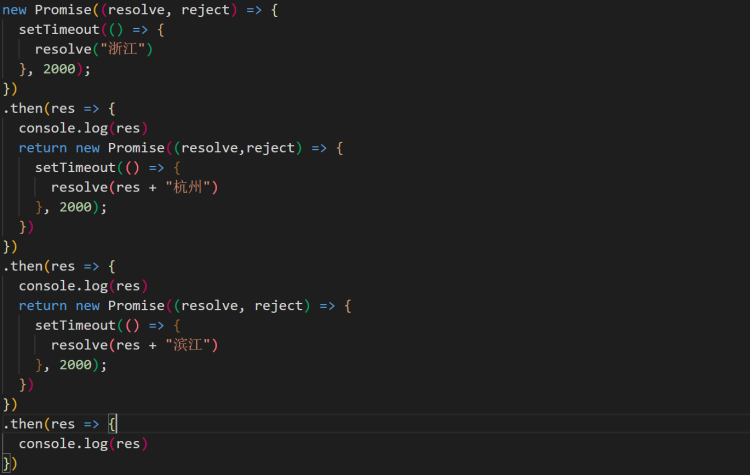 new Promise((resolve, reject) => {
  setTimeout(() => {
    resolve("浙江")
  }, 2000);
})
.then(res => {
  console.log(res)
  return new Promise((resolve,reject) => {
    setTimeout(() => {
      resolve(res + "杭州")
    }, 2000);
  })
})
.then(res => {
  console.log(res)
  return new Promise((resolve, reject) => {
    setTimeout(() => {
      resolve(res + "滨江")
    }, 2000);
  })
})
.then(res => {
  console.log(res)
})